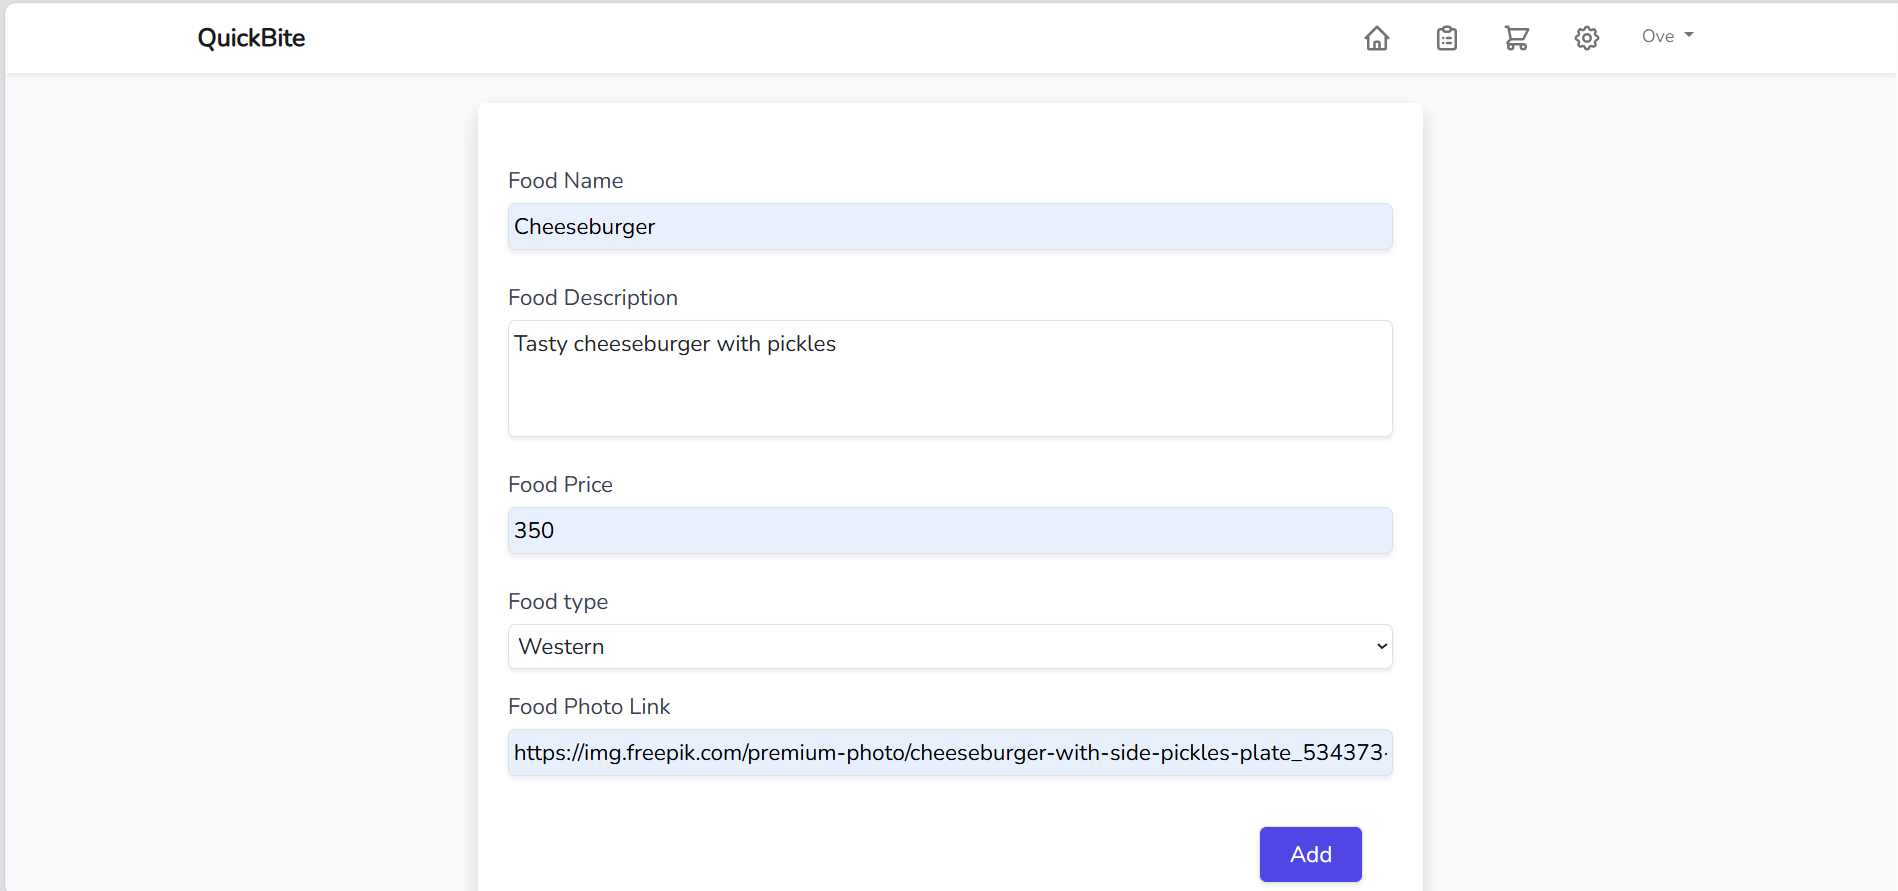 QuickBite
Ove
Food Name
Cheeseburger
Food Description
Tasty cheeseburger with pickles
Food Price
350
Food type
Western
Food Photo Link
https://img.freepik.com/premium-photo/cheeseburger-with-side-pickles-plate_534373-
Add